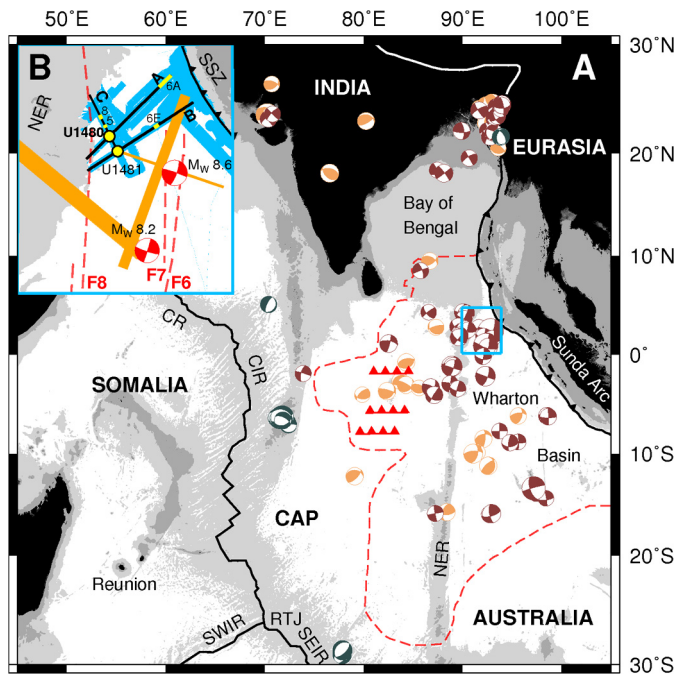 50°E 60°E 70°E 80°E 90°E 100°E
30°N
B
A
SSZ
INDIA
NER
C
A
6A
8
5
6E
B
U1480
U1481
20°N
EURASIA
MW 8.6
Bay of
Bengal
MW 8.2
10°N
F8
F7
F6
CR
CIR
0°
SOMALIA
Sunda Arc
Wharton
10°S
Basin
CAP
NER
20°S
Reunion
SWIR
RTJ
SEIR
AUSTRALIA
30°S